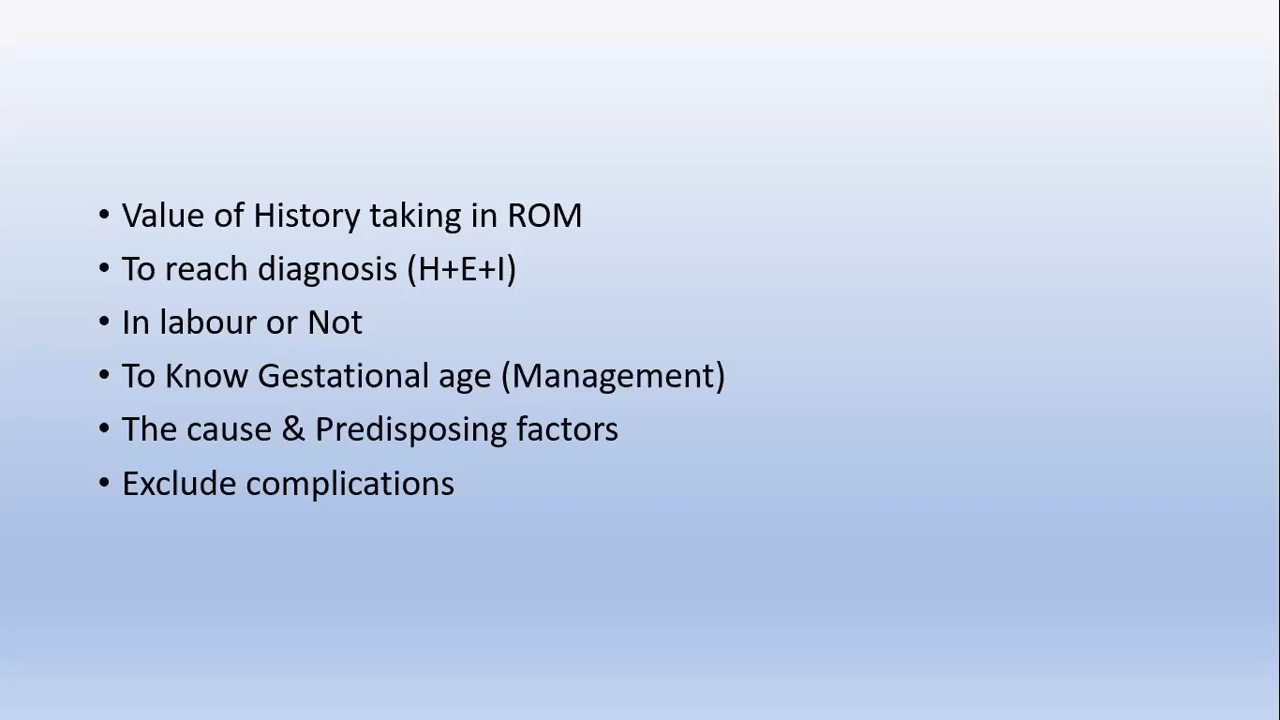 • Value of History taking in ROM
• To reach diagnosis (H+E+I)
• In labour or Not
• To Know Gestational age (Management)
• The cause & Predisposing factors
• Exclude complications